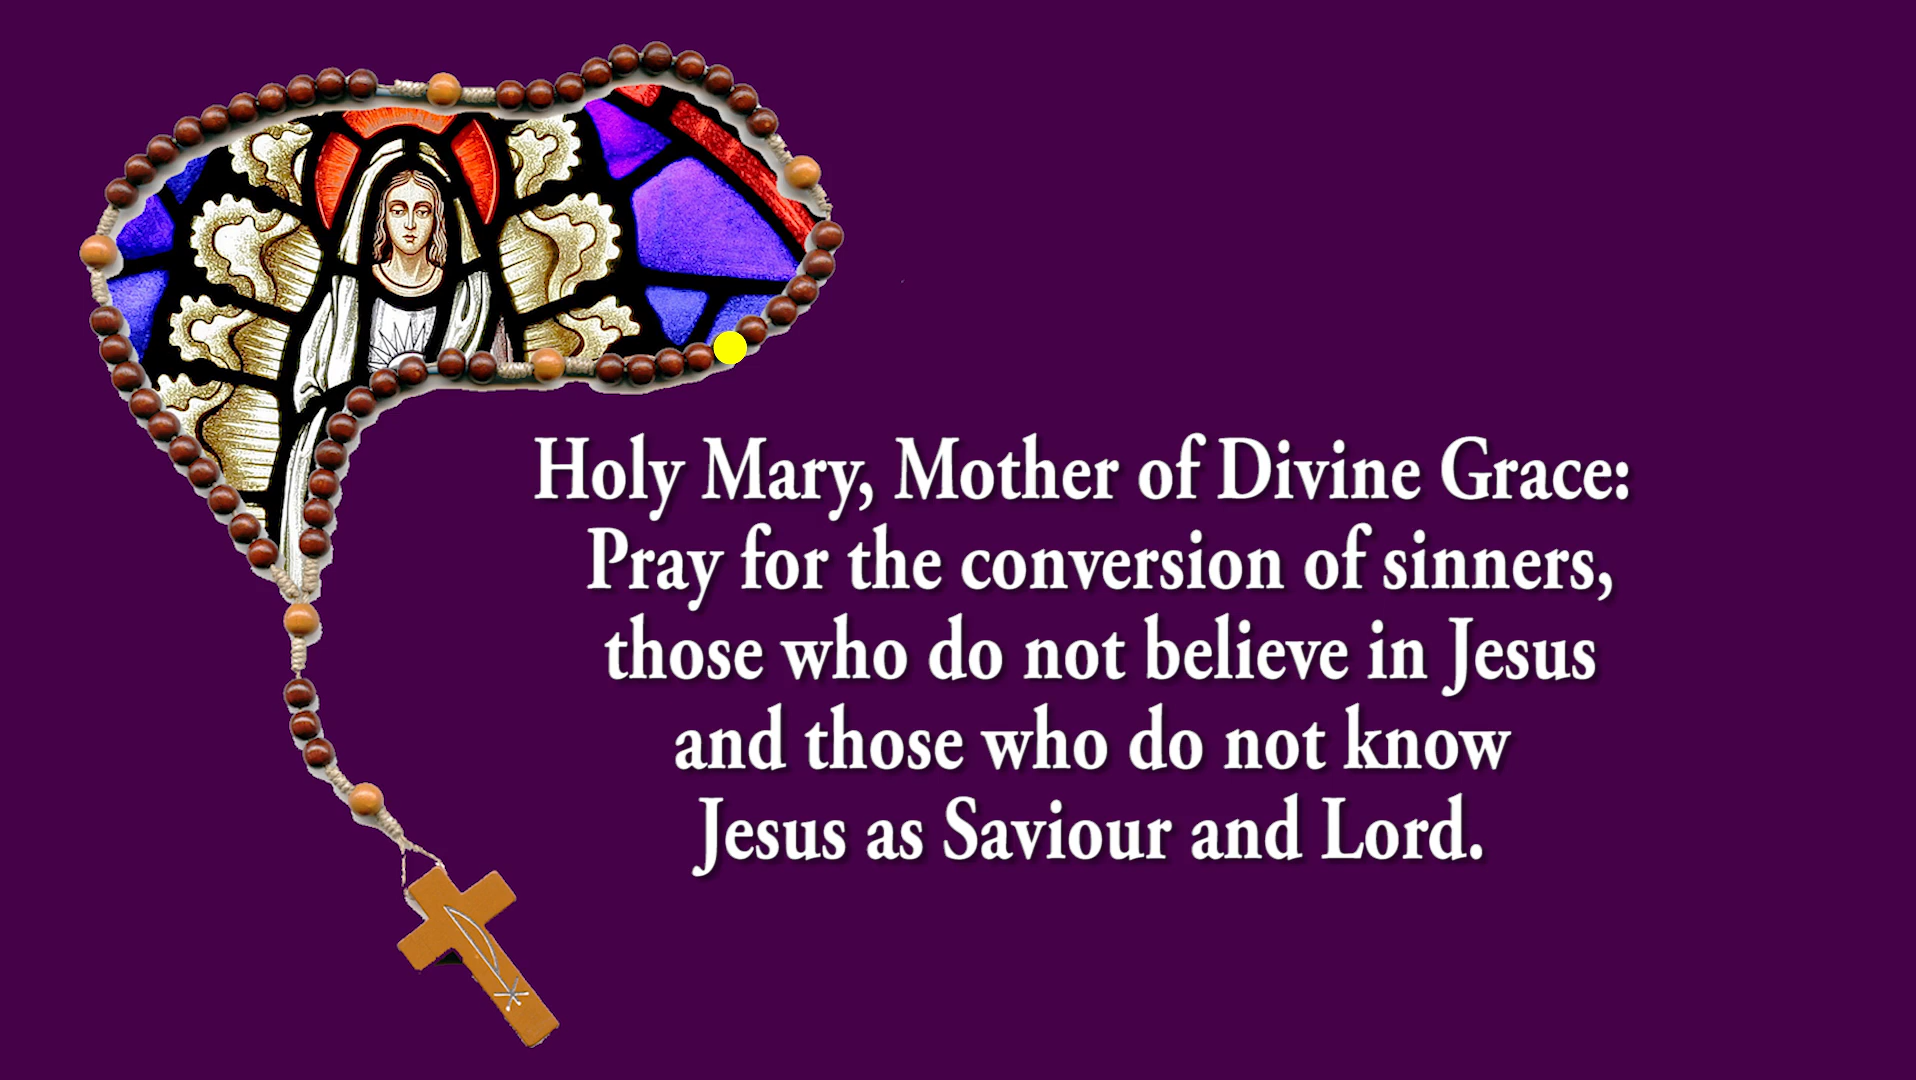 Holy Mary, Mother of Divine Grace:
Pray for the conversion of sinners,
those who do not believe in Jesus
and those who do not know
Jesus as Saviour and Lord.